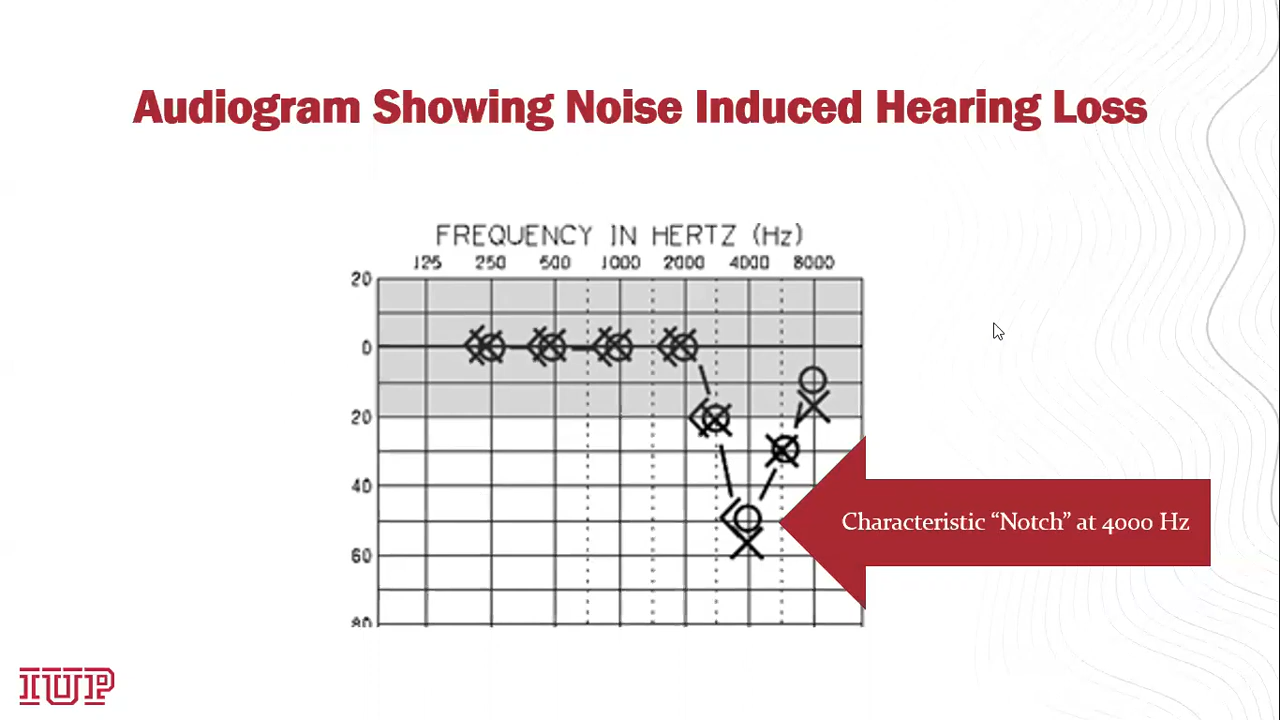 Audiogram Showing Noise Induced Hearing Loss
FREQUENCY IN HERTZ (Hz)
125 250 500 1000 2000 4000 8000
20
0
20
40
Characteristic “Notch” at 4000 Hz
60
80
IUP